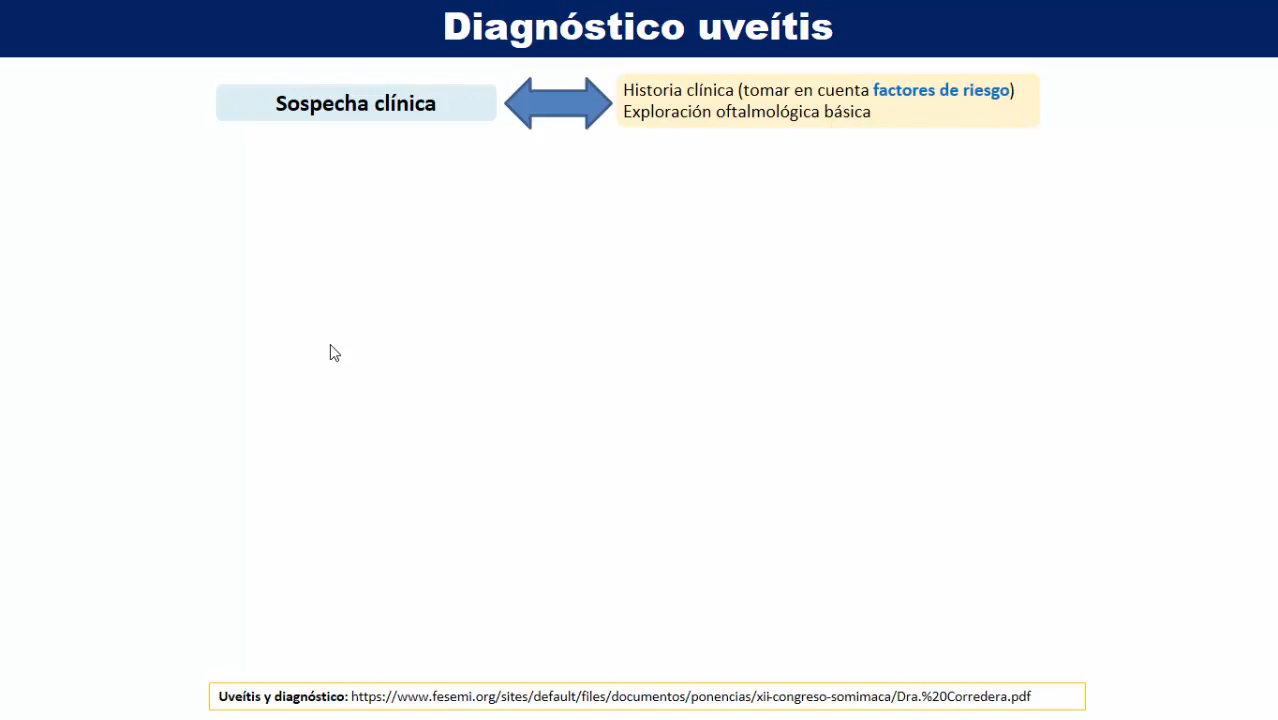 Diagnóstico uveítis
Sospecha clínica
Historia clínica (tomar en cuenta factores de riesgo)
Exploración oftalmológica básica
Uveítis y diagnóstico: https://www.fesemi.org/sites/default/files/documentos/ponencias/xii-congreso-somimaca/Dra.%20Corredera.pdf